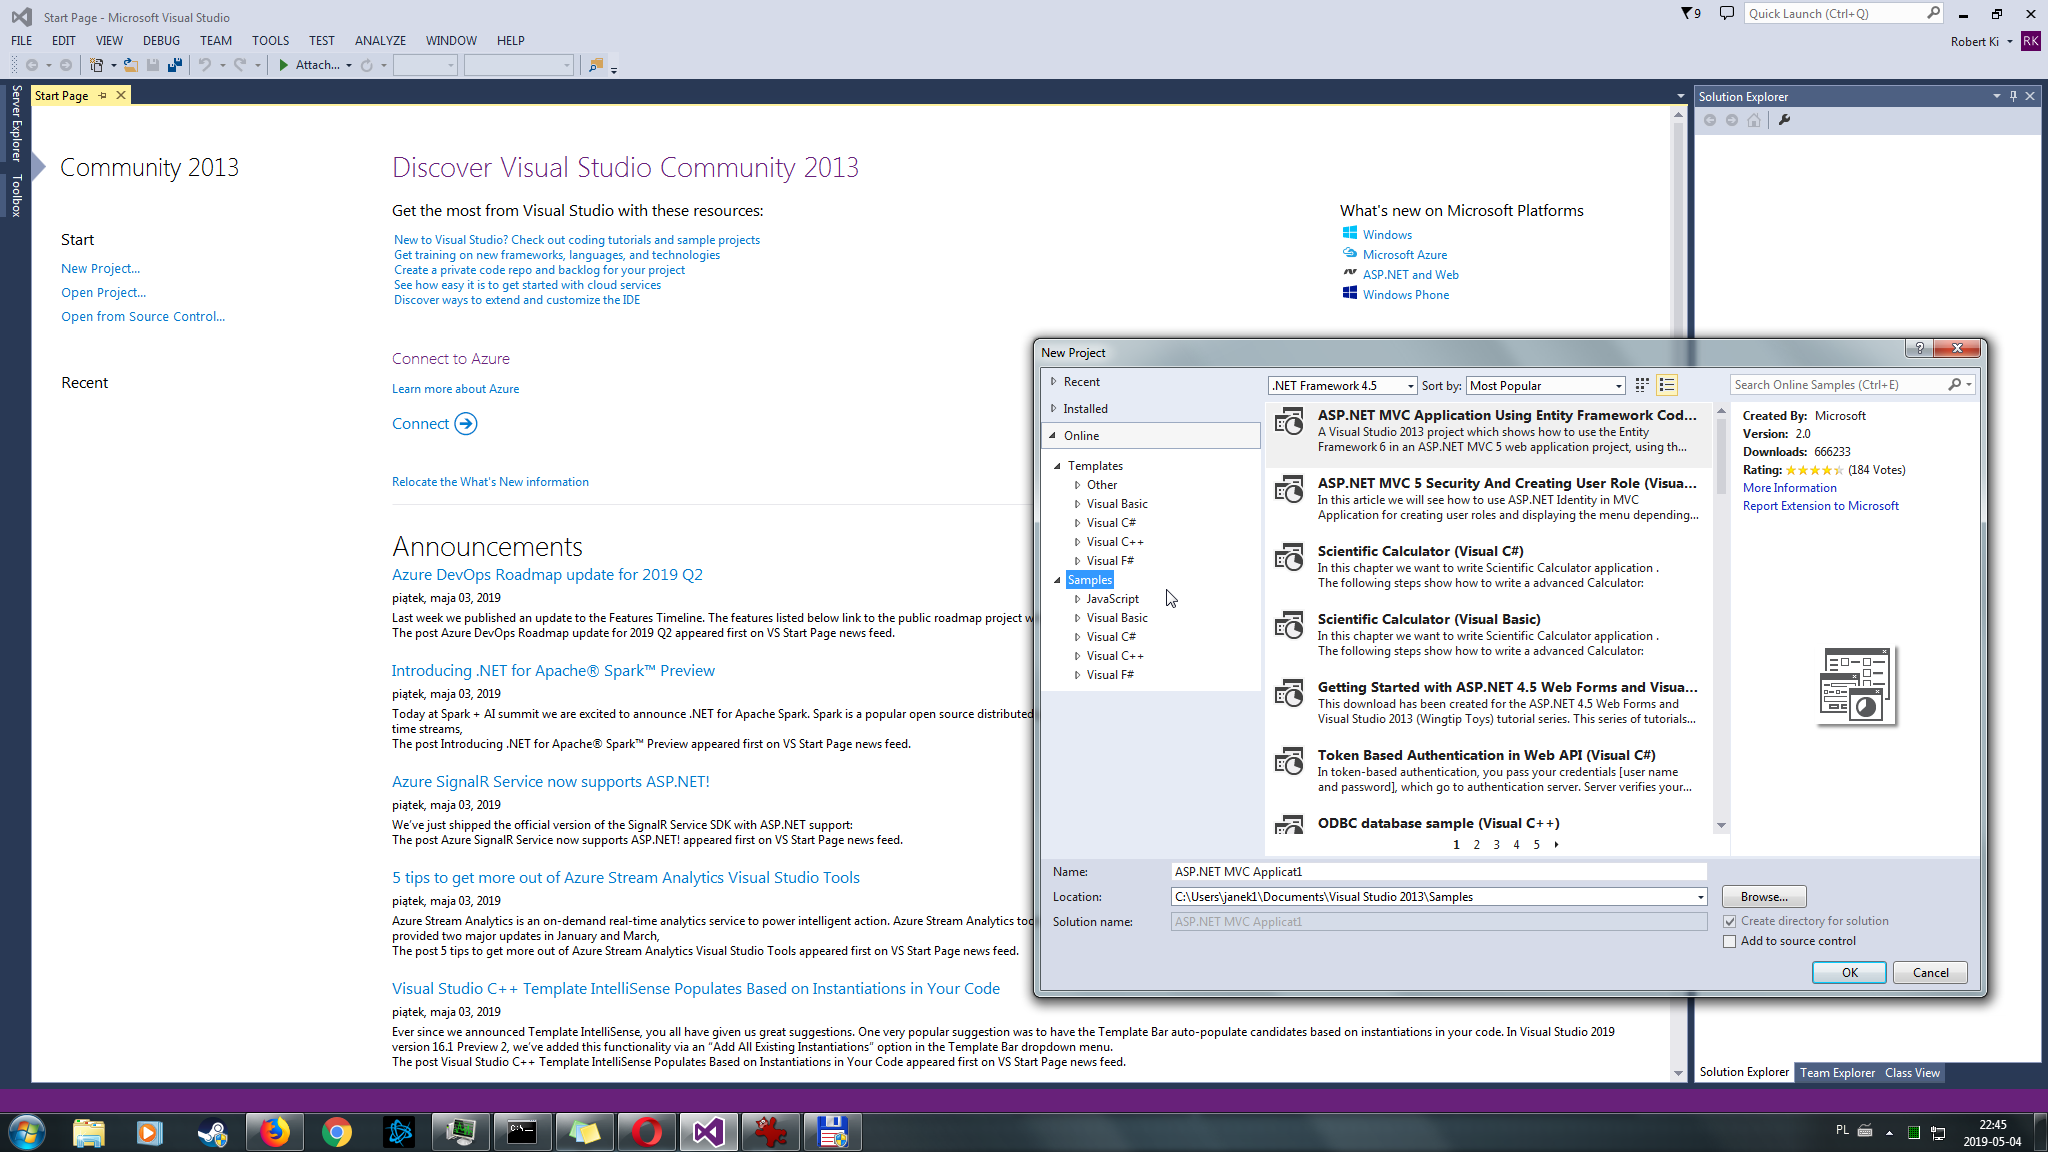 Start Page - Microsoft Visual Studio
9
Quick Launch (Ctrl+Q)
FILE EDIT VIEW DEBUG TEAM TOOLS TEST ANALYZE WINDOW HELP
Robert Ki RK
Attach...
Server Explorer
Toolbox
Start Page
Community 2013
Start
New Project...
Open Project...
Open from Source Control...
Recent
Discover Visual Studio Community 2013
Get the most from Visual Studio with these resources:
New to Visual Studio? Check out coding tutorials and sample projects
Get training on new frameworks, languages, and technologies
Create a private code repo and backlog for your project
See how easy it is to get started with cloud services
Discover ways to extend and customize the IDE
What's new on Microsoft Platforms
Windows
Microsoft Azure
ASP.NET and Web
Windows Phone
Connect to Azure
Learn more about Azure
Connect
Relocate the What's New information
Announcements
Azure DevOps Roadmap update for 2019 Q2
piątek, maja 03, 2019
Last week we published an update to the Features Timeline. The features listed below link to the public roadmap project w
The post Azure DevOps Roadmap update for 2019 Q2 appeared first on VS Start Page news feed.
Introducing .NET for Apache® Spark™ Preview
piątek, maja 03, 2019
Today at Spark + AI summit we are excited to announce .NET for Apache Spark. Spark is a popular open source distributed
time streams,
The post Introducing .NET for Apache® Spark™ Preview appeared first on VS Start Page news feed.
Azure SignalR Service now supports ASP.NET!
piątek, maja 03, 2019
We've just shipped the official version of the SignalR Service SDK with ASP.NET support:
The post Azure SignalR Service now supports ASP.NET! appeared first on VS Start Page news feed.
5 tips to get more out of Azure Stream Analytics Visual Studio Tools
piątek, maja 03, 2019
Azure Stream Analytics is an on-demand real-time analytics service to power intelligent action. Azure Stream Analytics too
provided two major updates in January and March,
The post 5 tips to get more out of Azure Stream Analytics Visual Studio Tools appeared first on VS Start Page news feed.
Visual Studio C++ Template IntelliSense Populates Based on Instantiations in Your Code
piątek, maja 03, 2019
Ever since we announced Template IntelliSense, you all have given us great suggestions. One very popular suggestion was to have the Template Bar auto-populate candidates based on instantiations in your code. In Visual Studio 2019
version 16.1 Preview 2, we've added this functionality via an “Add All Existing Instantiations” option in the Template Bar dropdown menu.
The post Visual Studio C++ Template IntelliSense Populates Based on Instantiations in Your Code appeared first on VS Start Page news feed.
Solution Explorer
New Project
?
Recent
Installed
Online
Templates
Other
Visual Basic
Visual C#
Visual C++
Visual F#
Samples
JavaScript
Visual Basic
Visual C#
Visual C++
Visual F#
.NET Framework 4.5 Sort by: Most Popular
Search Online Samples (Ctrl+E)
ASP.NET MVC Application Using Entity Framework Cod...
A Visual Studio 2013 project which shows how to use the Entity
Framework 6 in an ASP.NET MVC 5 web application project, using th...
ASP.NET MVC 5 Security And Creating User Role (Visua...
In this article we will see how to use ASP.NET Identity in MVC
Application for creating user roles and displaying the menu depending...
Scientific Calculator (Visual C#)
In this chapter we want to write Scientific Calculator application .
The following steps show how to write a advanced Calculator:
Scientific Calculator (Visual Basic)
In this chapter we want to write Scientific Calculator application .
The following steps show how to write a advanced Calculator:
Getting Started with ASP.NET 4.5 Web Forms and Visua...
This download has been created for the ASP.NET 4.5 Web Forms and
Visual Studio 2013 (Wingtip Toys) tutorial series. This series of tutorials...
Token Based Authentication in Web API (Visual C#)
In token-based authentication, you pass your credentials [user name
and password], which go to authentication server. Server verifies your...
ODBC database sample (Visual C++)
1 2 3 4 5
Created By: Microsoft
Version: 2.0
Downloads: 666233
Rating: (184 Votes)
More Information
Report Extension to Microsoft
Name: ASP.NET MVC Applicat1
Location: C:\Users\janek1\Documents\Visual Studio 2013\Samples
Browse...
Solution name: ASP.NET MVC Applicat1
Create directory for solution
Add to source control
OK
Cancel
Solution Explorer Team Explorer Class View
PL
22:45
2019-05-04